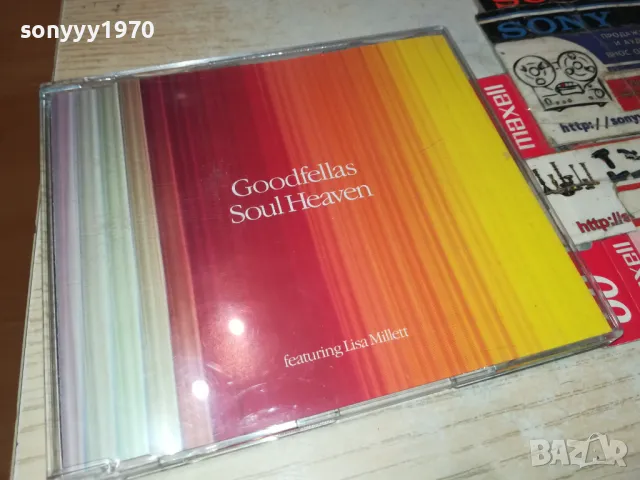 sonyyy1970
Goodfellas
Soul Heaven
featuring Lisa Millett
SONY
maxell
http://sony
http://s
maxell
BAZAR